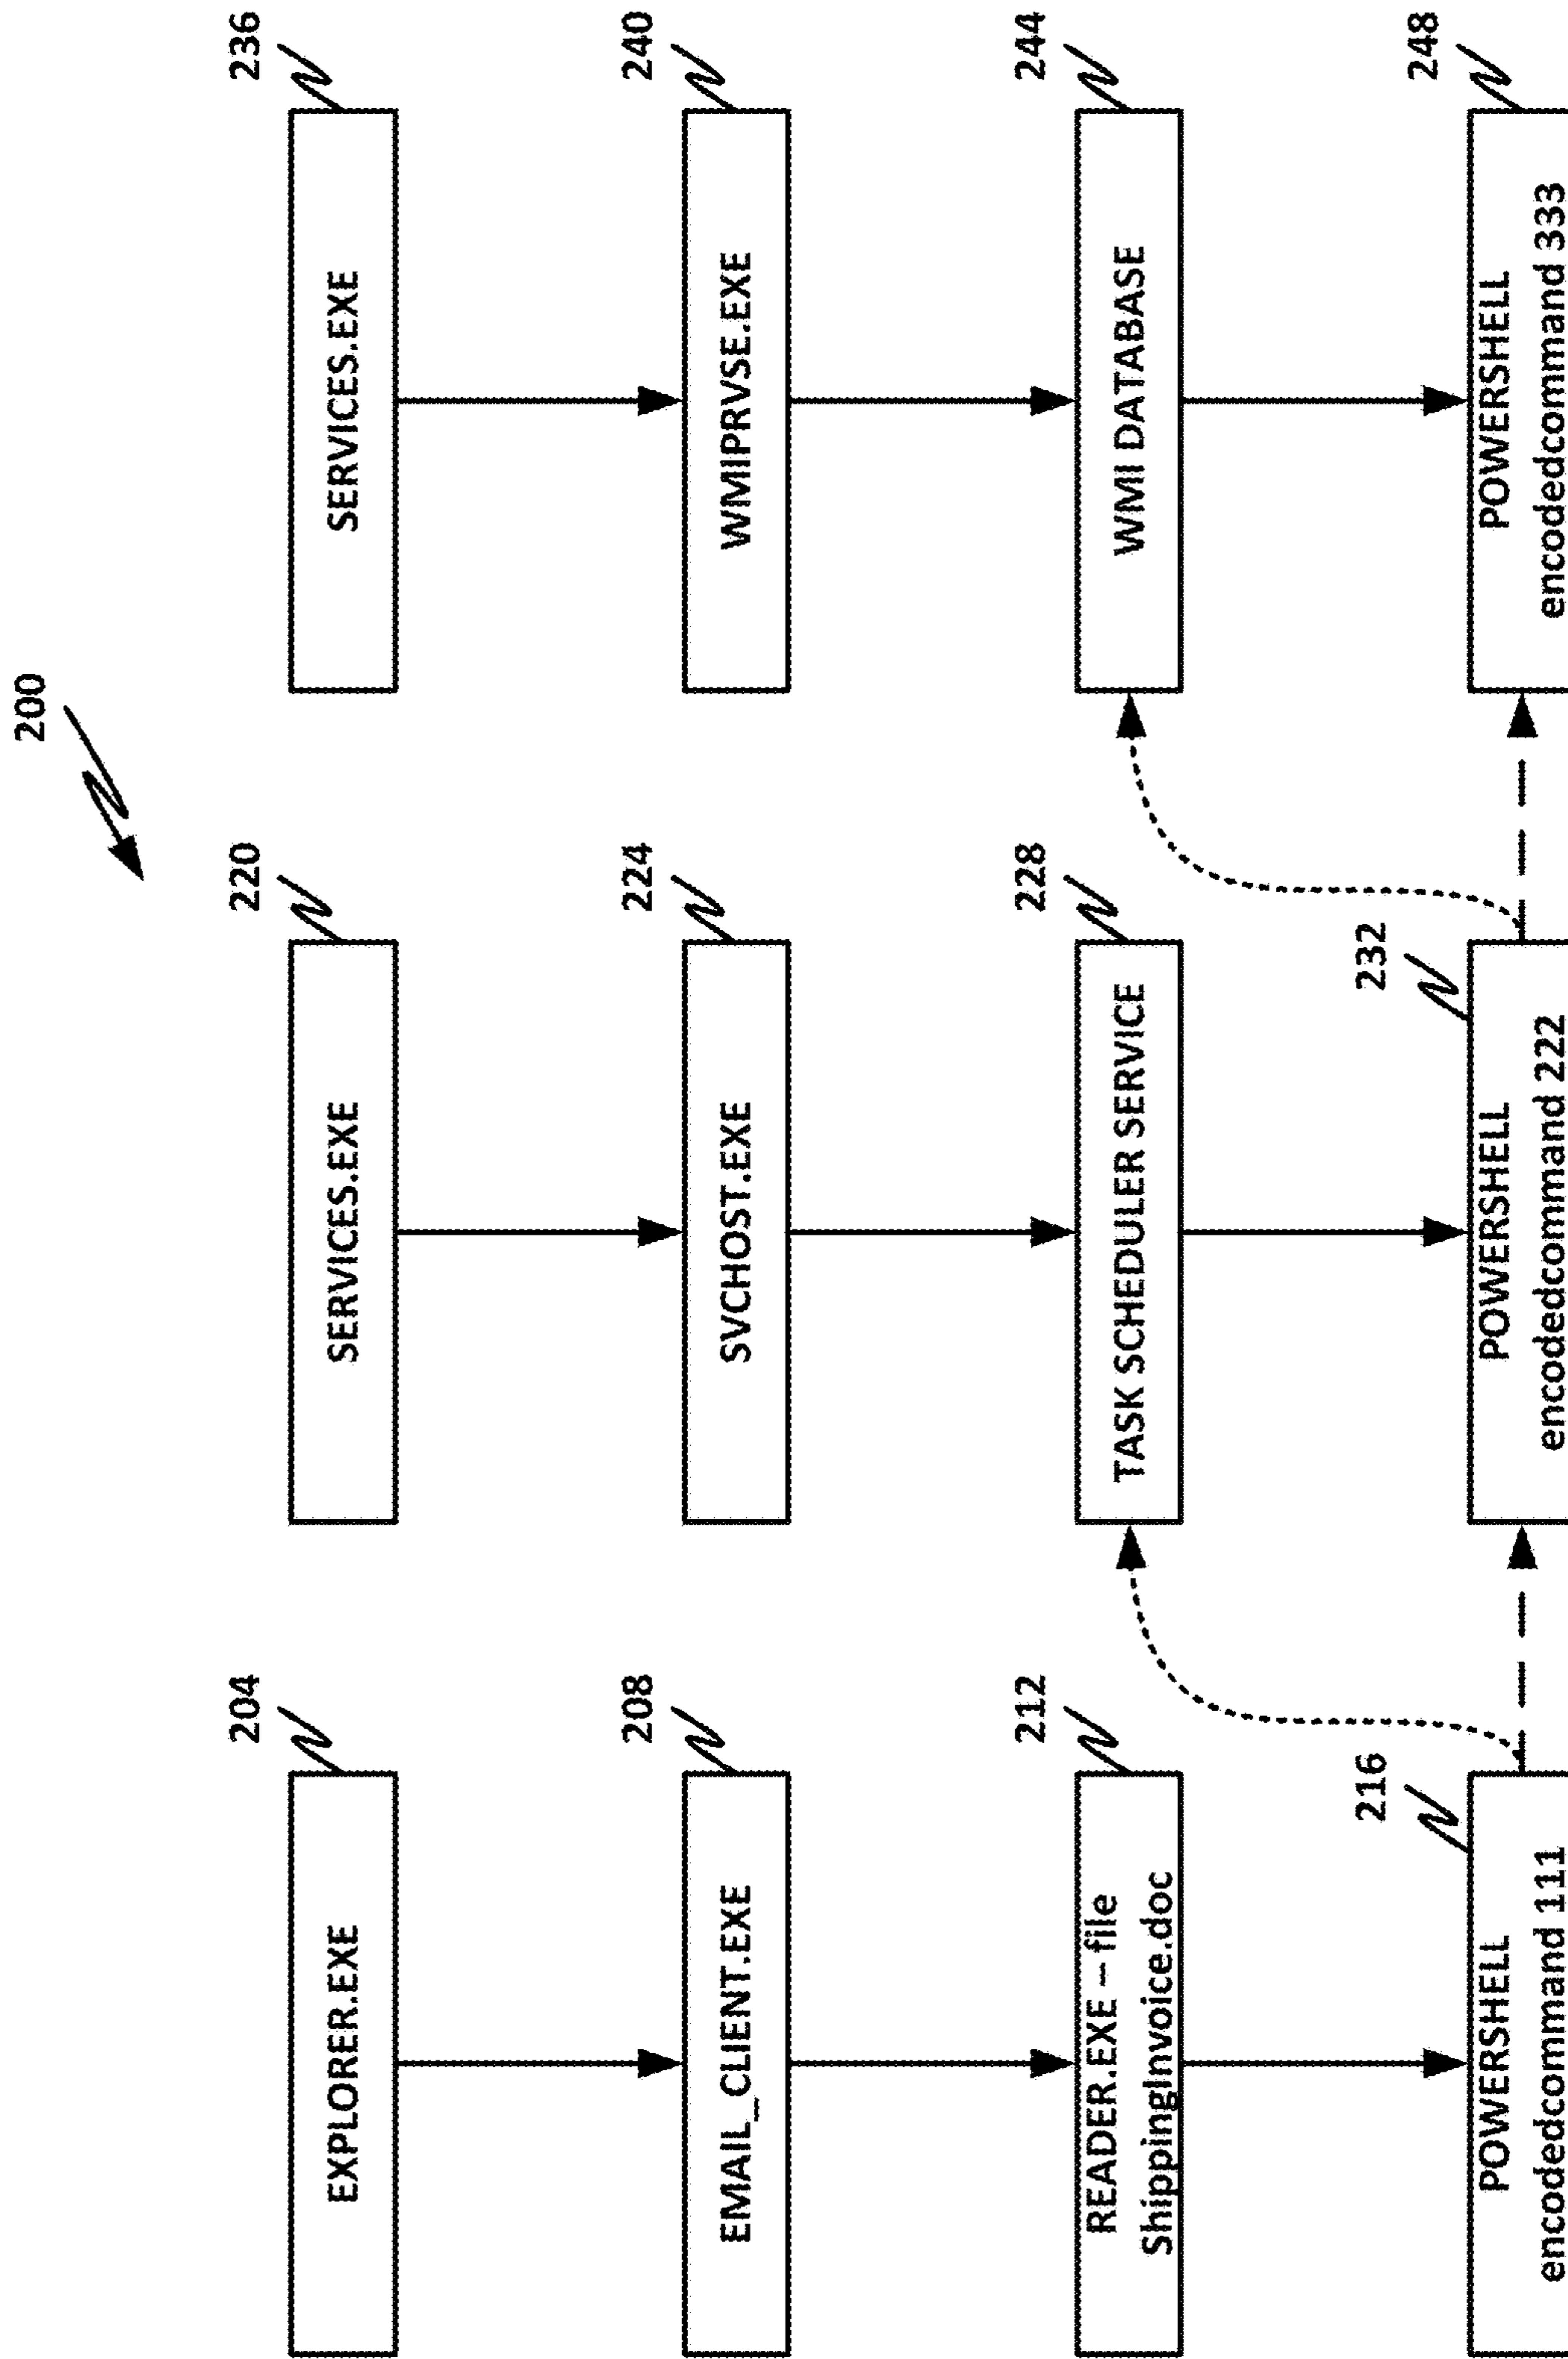 200
204
EXPLORER.EXE
208
EMAIL_CLIENT.EXE
212
READER.EXE –file
ShippingInvoice.doc
216
POWERSHELL
encodedcommand 111
220
SERVICES.EXE
224
SVCHOST.EXE
228
TASK SCHEDULER SERVICE
232
POWERSHELL
encodedcommand 222
236
SERVICES.EXE
240
WMIPRVSE.EXE
244
WMI DATABASE
248
POWERSHELL
encodedcommand 333